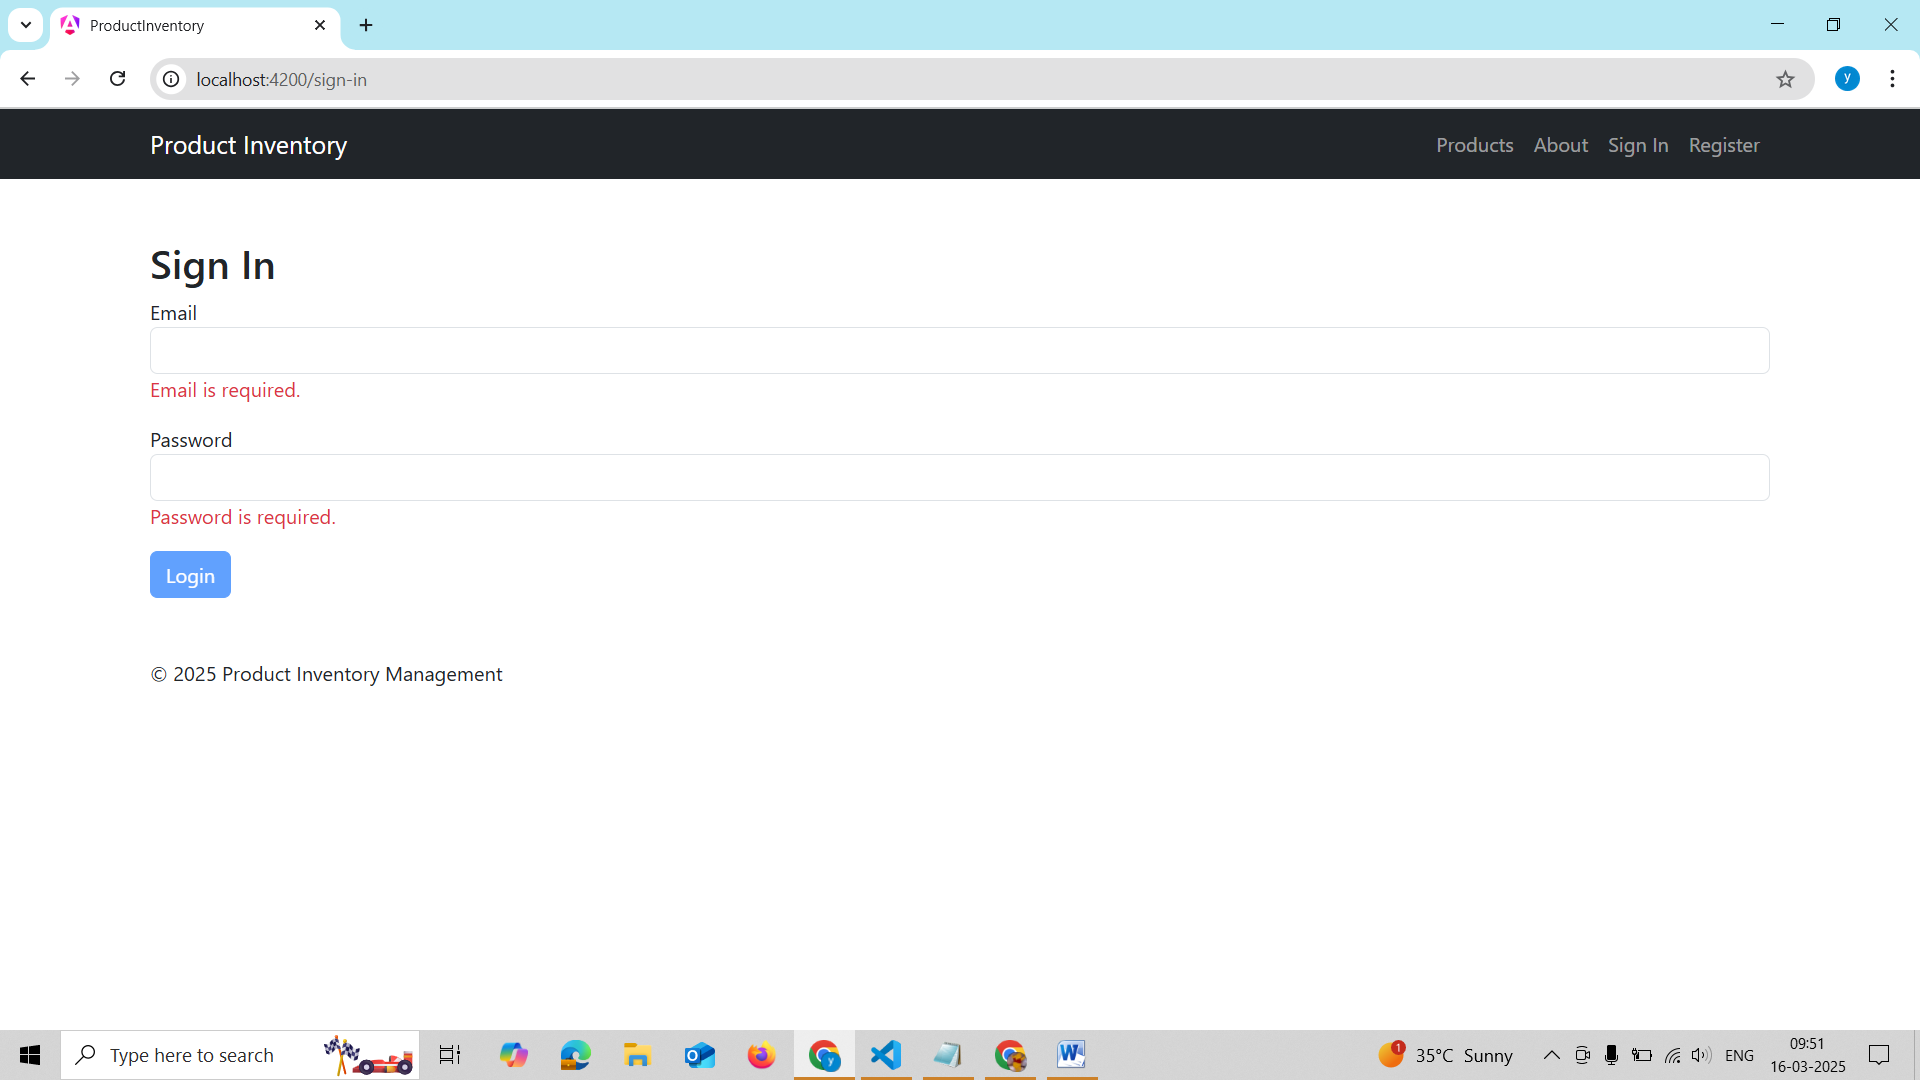 ProductInventory
localhost:4200/sign-in
y
Product Inventory
Products About Sign In Register
Sign In
Email
Email is required.
Password
Password is required.
Login
© 2025 Product Inventory Management
Type here to search
1
35°C Sunny
ENG
09:51
16-03-2025